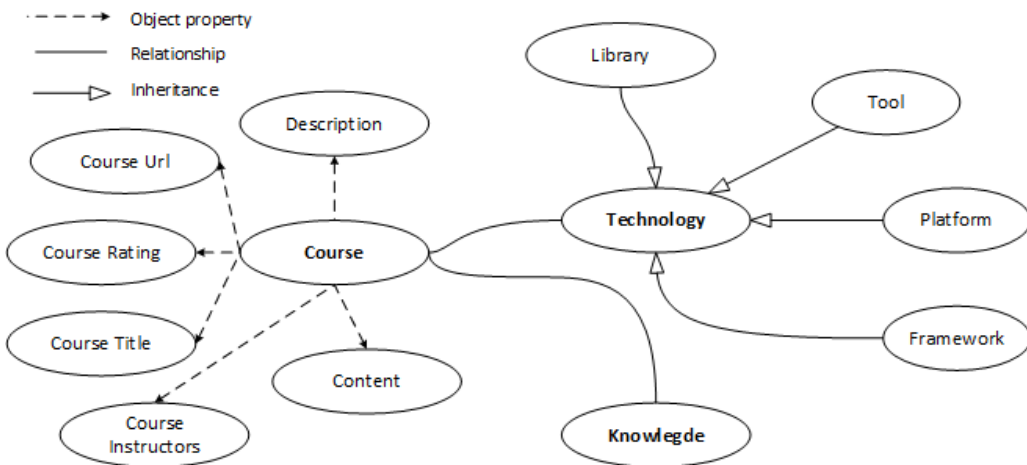 Object property
Relationship
Inheritance
Library
Tool
Description
Course Url
Technology
Platform
Course Rating
Course
Course Title
Framework
Content
Course
Instructors
Knowlegde